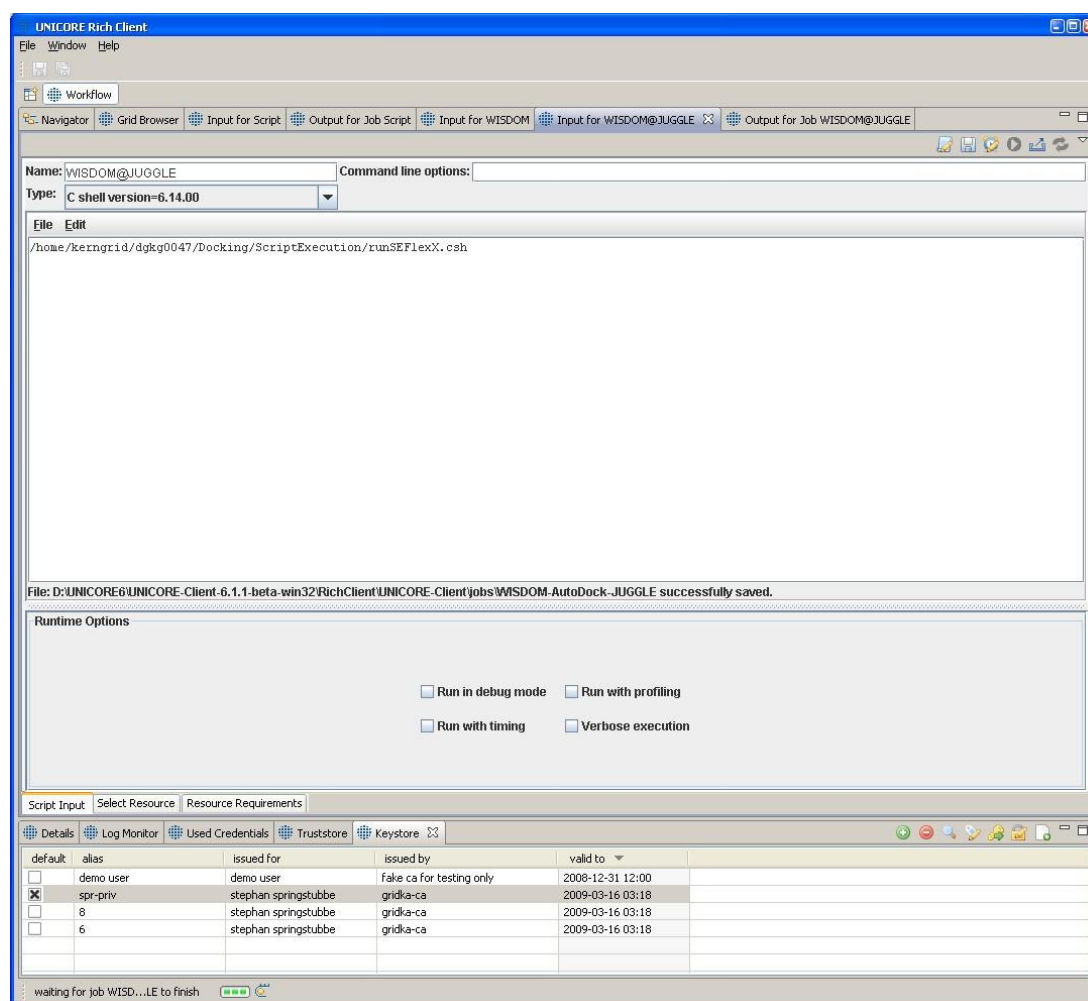 UNICORE Rich Client
File Window Help
Workflow
Navigator Grid Browser Input for Script Output for Job Script Input for WISDOM Input for WISDOM@JUGGLE Output for Job WISDOM@JUGGLE
Name: WISDOM@JUGGLE Command line options:
Type: C shell version=6.14.00
File Edit
/home/kerngrid/dgkg0047/Docking/ScriptExecution/runSEFlexX.csh
File: D:\UNICORE6\UNICORE-Client-6.1.1-beta-win32\RichClient\UNICORE-Client\jobs\WISDOM-AutoDock-JUGGLE successfully saved.
Runtime Options
Run in debug mode Run with profiling
Run with timing Verbose execution
Script Input Select Resource Resource Requirements
Details Log Monitor Used Credentials Truststore Keystore
default alias issued for issued by valid to
demo user demo user fake ca for testing only 2008-12-31 12:00
spr-priv stephan springstubbe gridka-ca 2009-03-16 03:18
8 stephan springstubbe gridka-ca 2009-03-16 03:18
6 stephan springstubbe gridka-ca 2009-03-16 03:18
waiting for job WISD...LE to finish